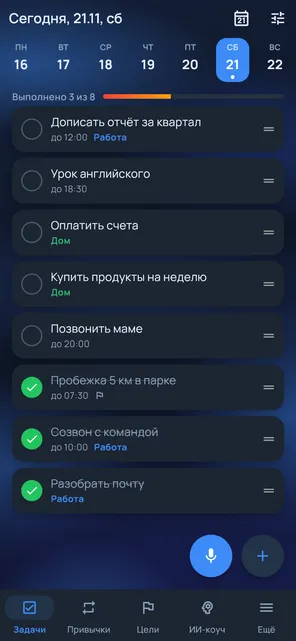 Сегодня, 21.11, сб
21
ПН ВТ СР ЧТ ПТ СБ ВС
16 17 18 19 20 21 22
Выполнено 3 из 8
Дописать отчёт за квартал
до 12:00 Работа
Урок английского
до 18:30
Оплатить счета
Дом
Купить продукты на неделю
Дом
Позвонить маме
до 20:00
Пробежка 5 км в парке
до 07:30
Созвон с командой
до 10:00 Работа
Разобрать почту
Работа
Задачи Привычки Цели ИИ-коуч Ещё